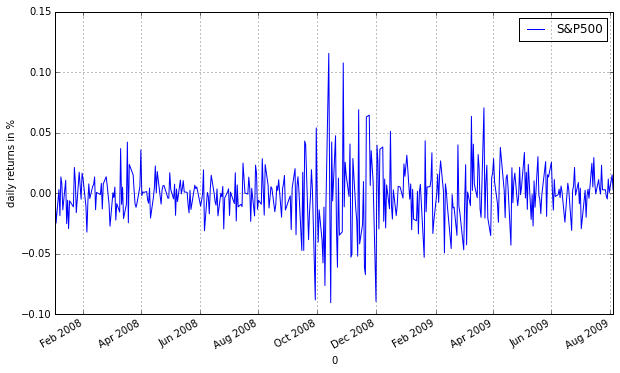 S&P500
0.15
0.10
0.05
0.00
−0.05
−0.10
daily returns in %
Feb 2008
Apr 2008
Jun 2008
Aug 2008
Oct 2008
Dec 2008
Feb 2009
Apr 2009
Jun 2009
Aug 2009
0